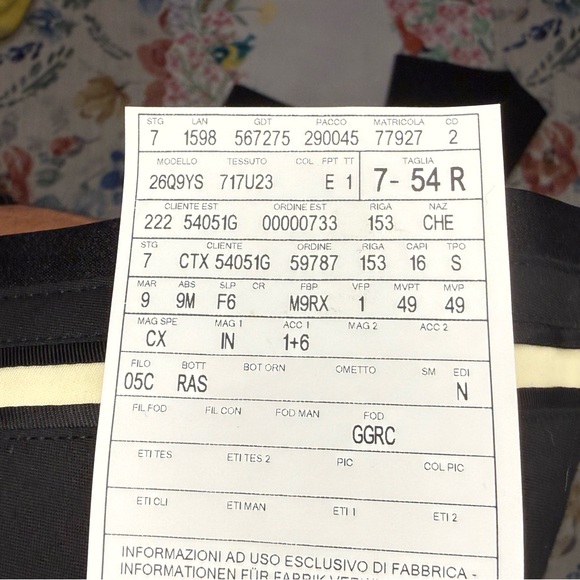 STG LAN GDT PACCO MATRICOLA CD
7 1598 567275 290045 77927 2
MODELLO TESSUTO COL FPT TT TAGLIA
26Q9YS 717U23 E 1 7- 54 R
CLIENTE EST ORDINE EST RIGA NAZ
222 54051G 00000733 153 CHE
STG CLIENTE ORDINE RIGA CAPI TPO
7 CTX 54051G 59787 153 16 S
MAR ABS SLP CR FBP VFP MVPT MVP
9 9M F6 M9RX 1 49 49
MAG SPE MAG 1 ACC 1 MAG 2 ACC 2
CX IN 1+6
FILO BOTT BOT ORN OMETTO SM EDI
05C RAS N
FIL FOD FIL CON FOD MAN FOD
GGRC
ETI TES ETI TES 2 PIC COL PIC
ETI CLI ETI MAN ETI 1 ETI 2
INFORMAZIONI AD USO ESCLUSIVO DI FABBRICA -
INFORMATIONEN FÜR